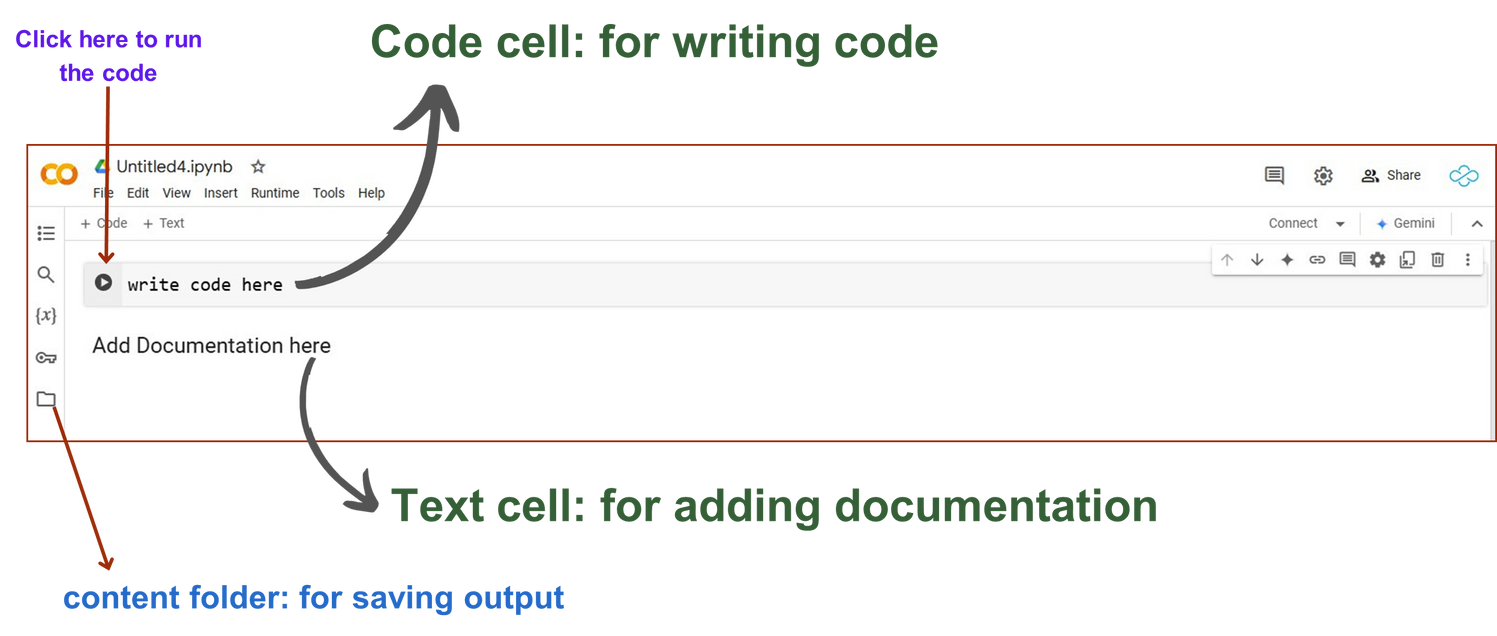 Click here to run
the code
Code cell: for writing code
Untitled4.ipynb
File Edit View Insert Runtime Tools Help
Share
+ Code + Text
Connect
Gemini
write code here
{x}
Add Documentation here
Text cell: for adding documentation
content folder: for saving output